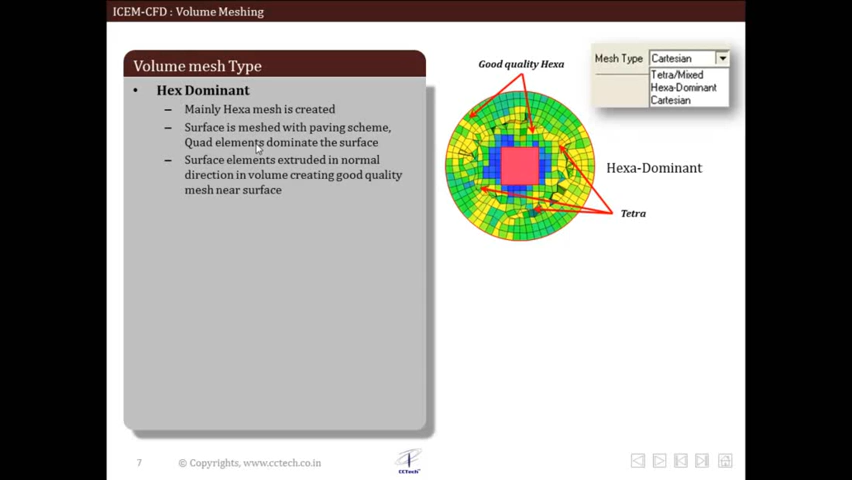 ICEM-CFD : Volume Meshing
Volume mesh Type
• Hex Dominant
– Mainly Hexa mesh is created
– Surface is meshed with paving scheme,
Quad elements dominate the surface
– Surface elements extruded in normal
direction in volume creating good quality
mesh near surface
Good quality Hexa
Hexa-Dominant
Tetra
Mesh Type Cartesian
Tetra/Mixed
Hexa-Dominant
Cartesian
7 © Copyrights, www.cctech.co.in
CCTech